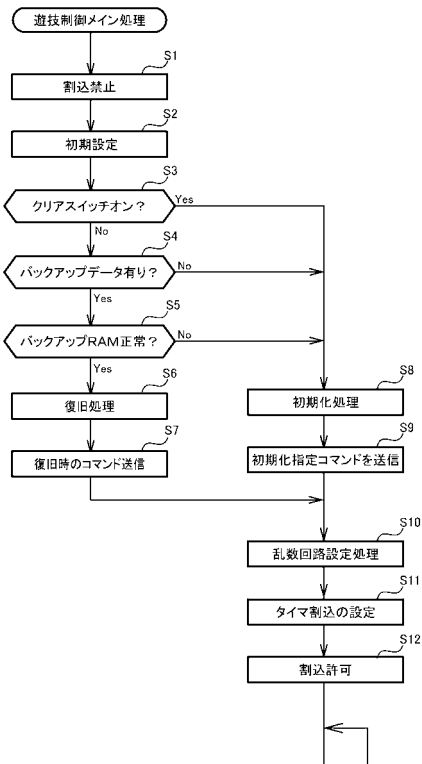 遊技制御メイン処理
S1
割込禁止
S2
初期設定
S3
クリアスイッチオン？
Yes
No
S4
バックアップデータ有り？
No
Yes
S5
バックアップRAM正常？
No
Yes
S6
復旧処理
S7
復旧時のコマンド送信
S8
初期化処理
S9
初期化指定コマンドを送信
S10
乱数回路設定処理
S11
タイマ割込の設定
S12
割込許可